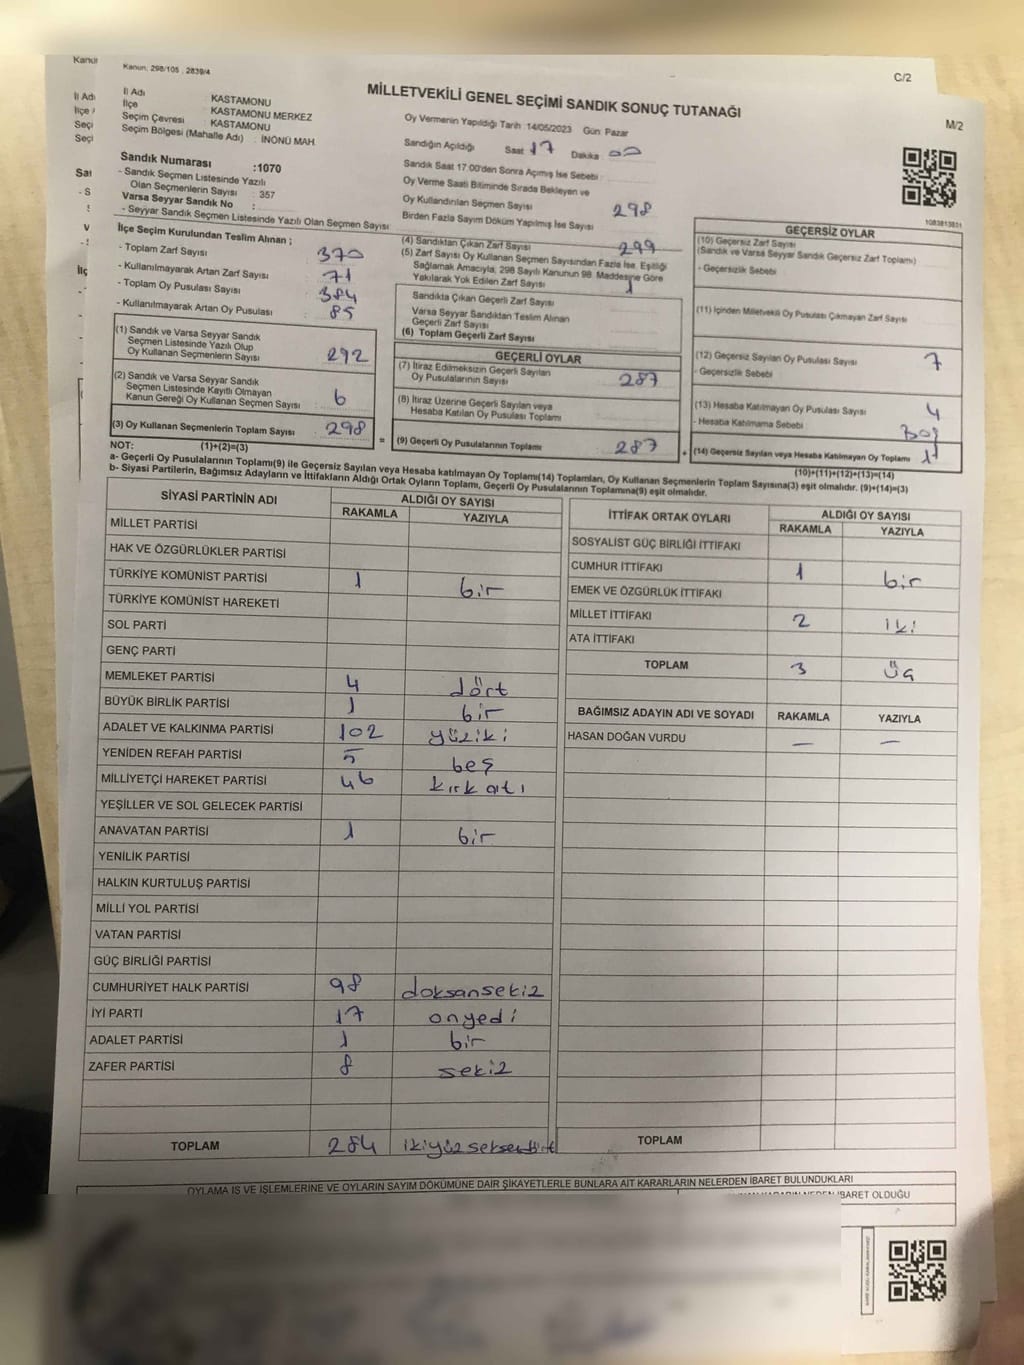 Kanun, 298/105 , 2839/4
C/2
MİLLETVEKİLİ GENEL SEÇİMİ SANDIK SONUÇ TUTANAĞI
M/2
İl Adı : KASTAMONU
İlçe : KASTAMONU MERKEZ
Seçim Çevresi : KASTAMONU
Seçim Bölgesi (Mahalle Adı) : İNÖNÜ MAH.
Oy Vermenin Yapıldığı Tarih :14/05/2023 Gün: Pazar
Sandığın Açıldığı Saat 17 Dakika 00
Sandık Saat 17:00'den Sonra Açılmış İse Sebebi
Oy Verme Saati Bitiminde Sırada Bekleyen ve
Oy Kullandırılan Seçmen Sayısı 298
Birden Fazla Sayım Döküm Yapılmış İse Sayısı
Sandık Numarası :1070
- Sandık Seçmen Listesinde Yazılı
Olan Seçmenlerin Sayısı : 357
Varsa Seyyar Sandık No :
- Seyyar Sandık Seçmen Listesinde Yazılı Olan Seçmen Sayısı
İlçe Seçim Kurulundan Teslim Alınan ;
- Toplam Zarf Sayısı : 370
- Kullanılmayarak Artan Zarf Sayısı : 71
- Toplam Oy Pusulası Sayısı : 384
- Kullanılmayarak Artan Oy Pusulası : 85
(1) Sandık ve Varsa Seyyar Sandık
Seçmen Listesinde Yazılı Olup
Oy Kullanan Seçmenlerin Sayısı : 292
(2) Sandık ve Varsa Seyyar Sandık
Seçmen Listesinde Kayıtlı Olmayan
Kanun Gereği Oy Kullanan Seçmen Sayısı : 6
(3) Oy Kullanan Seçmenlerin Toplam Sayısı : 298
(4) Sandıktan Çıkan Zarf Sayısı 299
(5) Zarf Sayısı Oy Kullanan Seçmen Sayısından Fazla İse, Eşitliği
Sağlamak Amacıyla, 298 Sayılı Kanunun 98. Maddesine Göre
Yakılarak Yok Edilen Zarf Sayısı 1
Sandıkta Çıkan Geçerli Zarf Sayısı
Varsa Seyyar Sandıktan Teslim Alınan
Geçerli Zarf Sayısı
(6) Toplam Geçerli Zarf Sayısı
GEÇERLİ OYLAR
(7) İtiraz Edilmeksizin Geçerli Sayılan
Oy Pusulalarının Sayısı 287
(8) İtiraz Üzerine Geçerli Sayılan veya
Hesaba Katılan Oy Pusulası Toplamı
= (9) Geçerli Oy Pusulalarının Toplamı 287
1083813831
GEÇERSİZ OYLAR
(10) Geçersiz Zarf Sayısı
(Sandık ve Varsa Seyyar Sandık Geçersiz Zarf Toplamı)
- Geçersizlik Sebebi
(11) İçinden Milletvekili Oy Pusulası Çıkmayan Zarf Sayısı
(12) Geçersiz Sayılan Oy Pusulası Sayısı 7
- Geçersizlik Sebebi
(13) Hesaba Katılmayan Oy Pusulası Sayısı 4
- Hesaba Katılmama Sebebi Boş
+ (14) Geçersiz Sayılan veya Hesaba Katılmayan Oy Toplamı
(10)+(11)+(12)+(13)=(14)
NOT: (1)+(2)=(3)
a- Geçerli Oy Pusulalarının Toplamı(9) ile Geçersiz Sayılan veya Hesaba katılmayan Oy Toplamı(14) Toplamları, Oy Kullanan Seçmenlerin Toplam Sayısına(3) eşit olmalıdır. (9)+(14)=(3)
b- Siyasi Partilerin, Bağımsız Adayların ve İttifakların Aldığı Ortak Oyların Toplamı, Geçerli Oy Pusulalarının Toplamına(9) eşit olmalıdır.
SİYASİ PARTİNİN ADI ALDIĞI OY SAYISI
RAKAMLA YAZIYLA
MİLLET PARTİSİ
HAK VE ÖZGÜRLÜKLER PARTİSİ
TÜRKİYE KOMÜNİST PARTİSİ 1 bir
TÜRKİYE KOMÜNİST HAREKETİ
SOL PARTİ
GENÇ PARTİ
MEMLEKET PARTİSİ 4 dört
BÜYÜK BİRLİK PARTİSİ 1 bir
ADALET VE KALKINMA PARTİSİ 102 yüziki
YENİDEN REFAH PARTİSİ 5 beş
MİLLİYETÇİ HAREKET PARTİSİ 46 kırk altı
YEŞİLLER VE SOL GELECEK PARTİSİ
ANAVATAN PARTİSİ 1 bir
YENİLİK PARTİSİ
HALKIN KURTULUŞ PARTİSİ
MİLLİ YOL PARTİSİ
VATAN PARTİSİ
GÜÇ BİRLİĞİ PARTİSİ
CUMHURİYET HALK PARTİSİ 98 doksansekiz
İYİ PARTİ 17 onyedi
ADALET PARTİSİ 1 bir
ZAFER PARTİSİ 8 sekiz
TOPLAM 284
İTTİFAK ORTAK OYLARI ALDIĞI OY SAYISI
RAKAMLA YAZIYLA
SOSYALİST GÜÇ BİRLİĞİ İTTİFAKI
CUMHUR İTTİFAKI 1 bir
EMEK VE ÖZGÜRLÜK İTTİFAKI
MİLLET İTTİFAKI 2 iki
ATA İTTİFAKI
TOPLAM 3 üç
BAĞIMSIZ ADAYIN ADI VE SOYADI RAKAMLA YAZIYLA
HASAN DOĞAN VURDU — —
TOPLAM
OYLAMA İŞ VE İŞLEMLERİNE VE OYLARIN SAYIM DÖKÜMÜNE DAİR ŞİKAYETLERLE BUNLARA AİT KARARLARIN NELERDEN İBARET BULUNDUKLARI
İBARET OLDUĞU